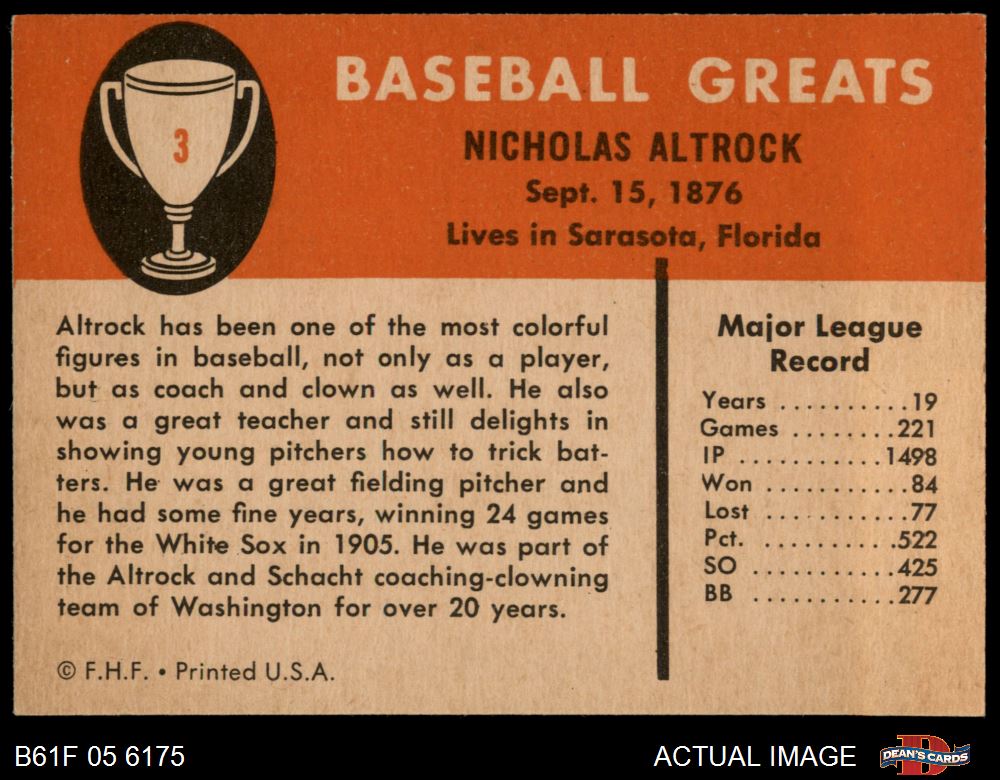 3
BASEBALL GREATS
NICHOLAS ALTROCK
Sept. 15, 1876
Lives in Sarasota, Florida
Altrock has been one of the most colorful
figures in baseball, not only as a player,
but as coach and clown as well. He also
was a great teacher and still delights in
showing young pitchers how to trick bat-
ters. He was a great fielding pitcher and
he had some fine years, winning 24 games
for the White Sox in 1905. He was part of
the Altrock and Schacht coaching-clowning
team of Washington for over 20 years.
© F.H.F. • Printed U.S.A.
Major League
Record
Years ..........19
Games ........221
IP ...........1498
Won ..........84
Lost ..........77
Pct. ..........522
SO ...........425
BB ...........277
B61F 05 6175
ACTUAL IMAGE
DEAN'S CARDS